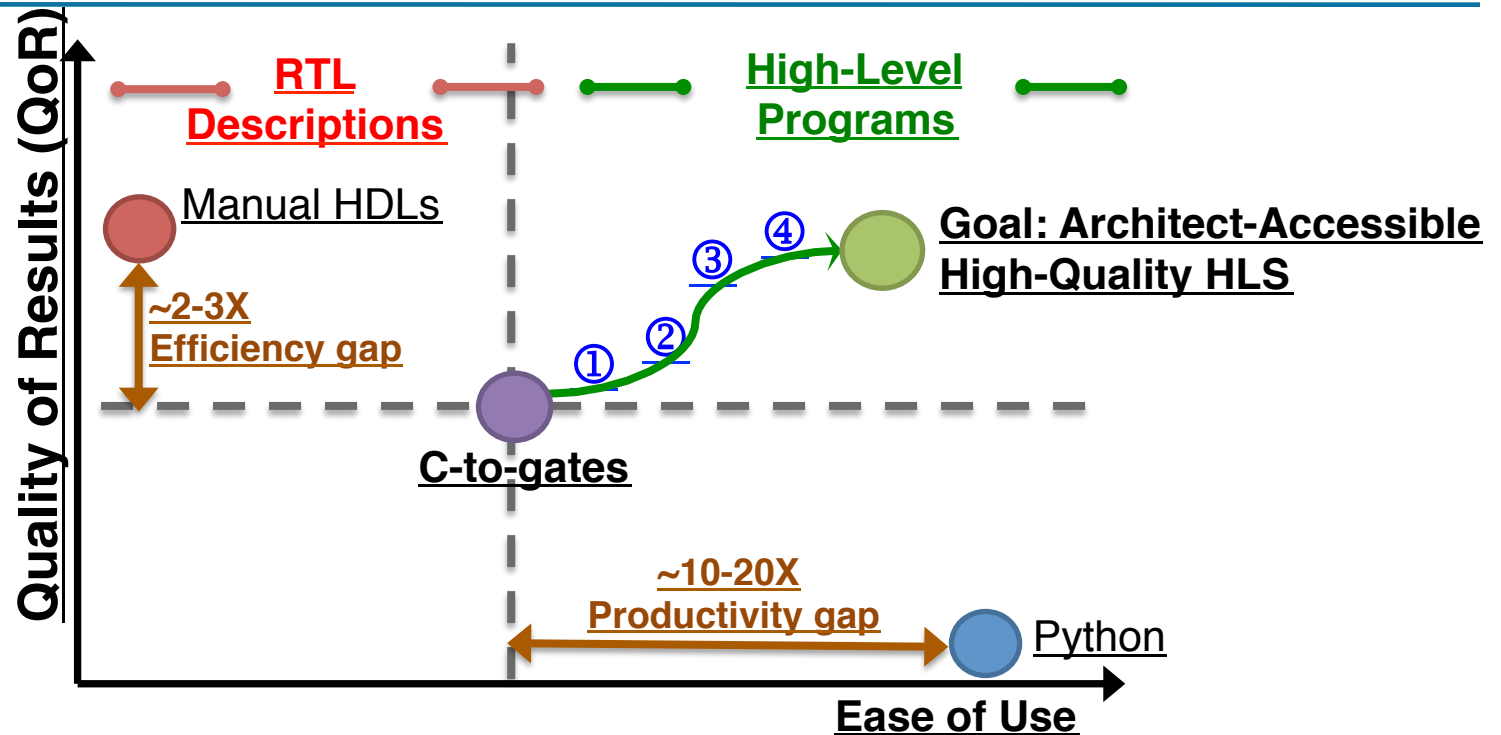 Quality of Results (QoR)
RTL
Descriptions
High-Level
Programs
Manual HDLs
~2-3X
Efficiency gap
①
②
③
④
Goal: Architect-Accessible
High-Quality HLS
C-to-gates
~10-20X
Productivity gap
Python
Ease of Use